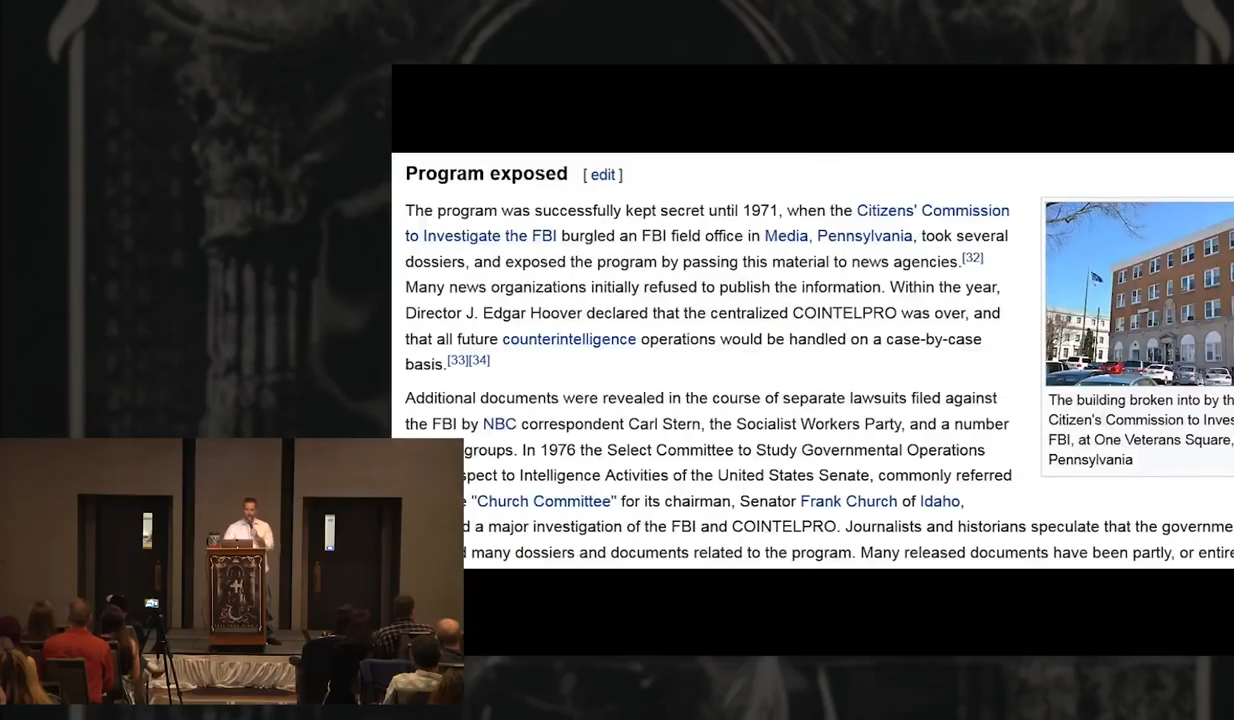 Program exposed [ edit ]
The program was successfully kept secret until 1971, when the Citizens' Commission
to Investigate the FBI burgled an FBI field office in Media, Pennsylvania, took several
dossiers, and exposed the program by passing this material to news agencies.[32]
Many news organizations initially refused to publish the information. Within the year,
Director J. Edgar Hoover declared that the centralized COINTELPRO was over, and
that all future counterintelligence operations would be handled on a case-by-case
basis.[33][34]
Additional documents were revealed in the course of separate lawsuits filed against
the FBI by NBC correspondent Carl Stern, the Socialist Workers Party, and a number
groups. In 1976 the Select Committee to Study Governmental Operations
spect to Intelligence Activities of the United States Senate, commonly referred
e "Church Committee" for its chairman, Senator Frank Church of Idaho,
d a major investigation of the FBI and COINTELPRO. Journalists and historians speculate that the governme
d many dossiers and documents related to the program. Many released documents have been partly, or entire
The building broken into by th
Citizen's Commission to Inves
FBI, at One Veterans Square,
Pennsylvania